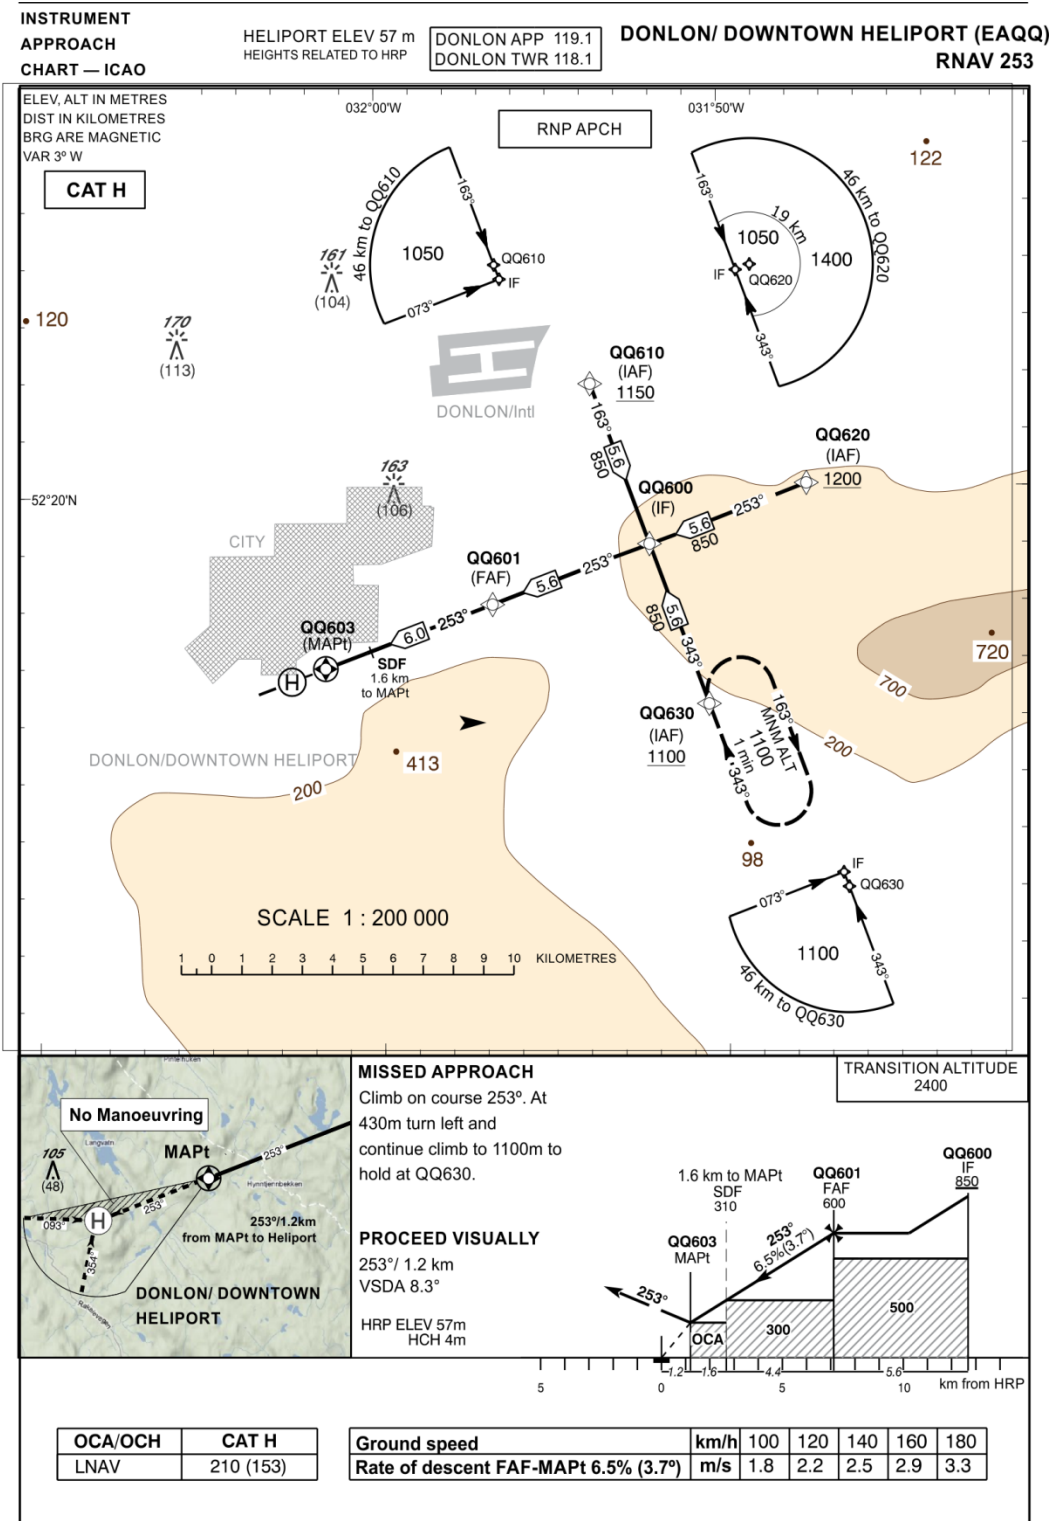 INSTRUMENT
APPROACH
CHART — ICAO
HELIPORT ELEV 57 m
HEIGHTS RELATED TO HRP
DONLON APP 119.1
DONLON TWR 118.1
DONLON/ DOWNTOWN HELIPORT (EAQQ)
RNAV 253
ELEV, ALT IN METRES
DIST IN KILOMETRES
BRG ARE MAGNETIC
VAR 3º W
CAT H
032°00'W
031°50'W
RNP APCH
122
46 km to QQ610
163°
1050
QQ610
IF
073°
161
(104)
46 km to QQ620
163°
19 km
1050
1400
IF
QQ620
343°
120
170
(113)
DONLON/Intl
QQ610
(IAF)
1150
163°
5.6
850
QQ620
(IAF)
1200
QQ600
(IF)
253°
5.6
850
52°20'N
163
(106)
CITY
QQ601
(FAF)
253°
5.6
253°
6.0
QQ603
(MAPt)
SDF
1.6 km
to MAPt
H
850
5.6
343°
720
700
200
QQ630
(IAF)
1100
163°
MNM ALT
1100
1 min
343°
DONLON/DOWNTOWN HELIPORT
413
200
98
IF
QQ630
073°
343°
1100
46 km to QQ630
SCALE 1 : 200 000
1 0 1 2 3 4 5 6 7 8 9 10 KILOMETRES
No Manoeuvring
Langvatn
MAPt
253°
105
(48)
Hynntjennbekken
093°
H
253°
354°
253º/1.2km
from MAPt to Heliport
DONLON/ DOWNTOWN
HELIPORT
MISSED APPROACH
Climb on course 253º. At
430m turn left and
continue climb to 1100m to
hold at QQ630.
PROCEED VISUALLY
253°/ 1.2 km
VSDA 8.3°
HRP ELEV 57m
HCH 4m
TRANSITION ALTITUDE
2400
QQ600
IF
850
QQ601
FAF
600
1.6 km to MAPt
SDF
310
QQ603
MAPt
253°
6.5%(3.7°)
253°
OCA
300
500
1.2 1.6 4.4 5.6
5 0 5 10 km from HRP
OCA/OCH CAT H
LNAV 210 (153)
Ground speed km/h 100 120 140 160 180
Rate of descent FAF-MAPt 6.5% (3.7º) m/s 1.8 2.2 2.5 2.9 3.3